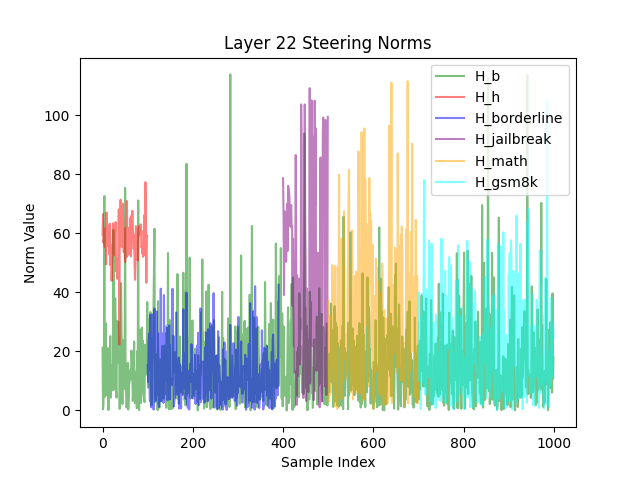 Layer 22 Steering Norms
Norm Value
100
80
60
40
20
0
H_b
H_h
H_borderline
H_jailbreak
H_math
H_gsm8k
0
200
400
600
800
1000
Sample Index